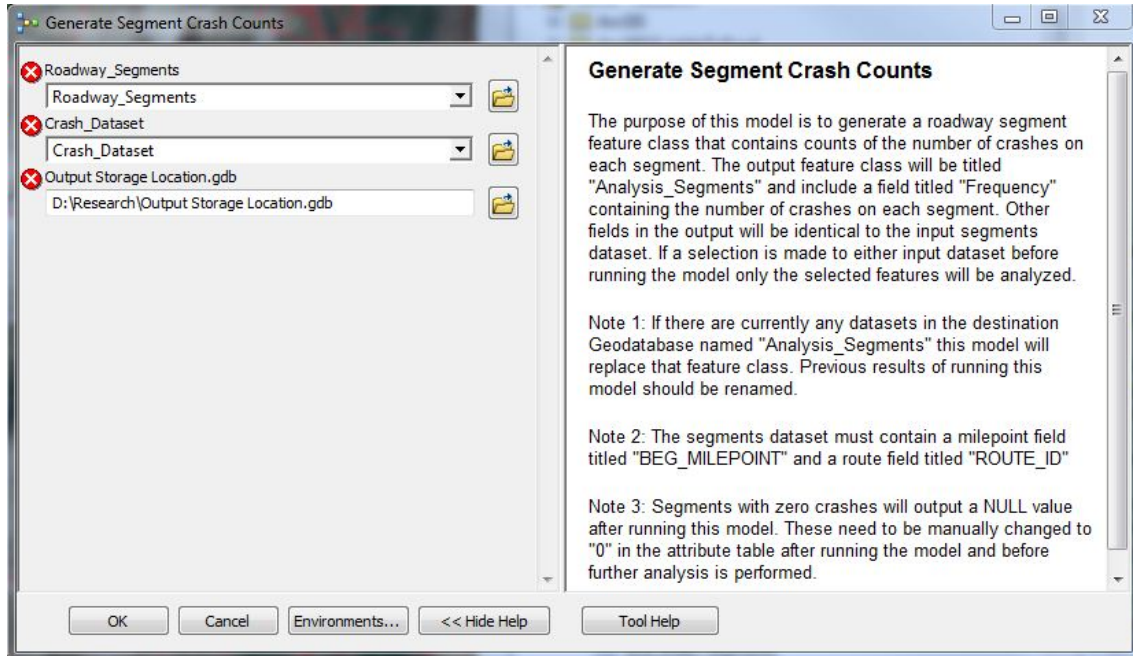 Generate Segment Crash Counts
Roadway_Segments
Roadway_Segments
Crash_Dataset
Crash_Dataset
Output Storage Location.gdb
D:\Research\Output Storage Location.gdb
Generate Segment Crash Counts
The purpose of this model is to generate a roadway segment
feature class that contains counts of the number of crashes on
each segment. The output feature class will be titled
"Analysis_Segments" and include a field titled "Frequency"
containing the number of crashes on each segment. Other
fields in the output will be identical to the input segments
dataset. If a selection is made to either input dataset before
running the model only the selected features will be analyzed.
Note 1: If there are currently any datasets in the destination
Geodatabase named "Analysis_Segments" this model will
replace that feature class. Previous results of running this
model should be renamed.
Note 2: The segments dataset must contain a milepoint field
titled "BEG_MILEPOINT" and a route field titled "ROUTE_ID"
Note 3: Segments with zero crashes will output a NULL value
after running this model. These need to be manually changed to
"0" in the attribute table after running the model and before
further analysis is performed.
OK Cancel Environments... << Hide Help Tool Help